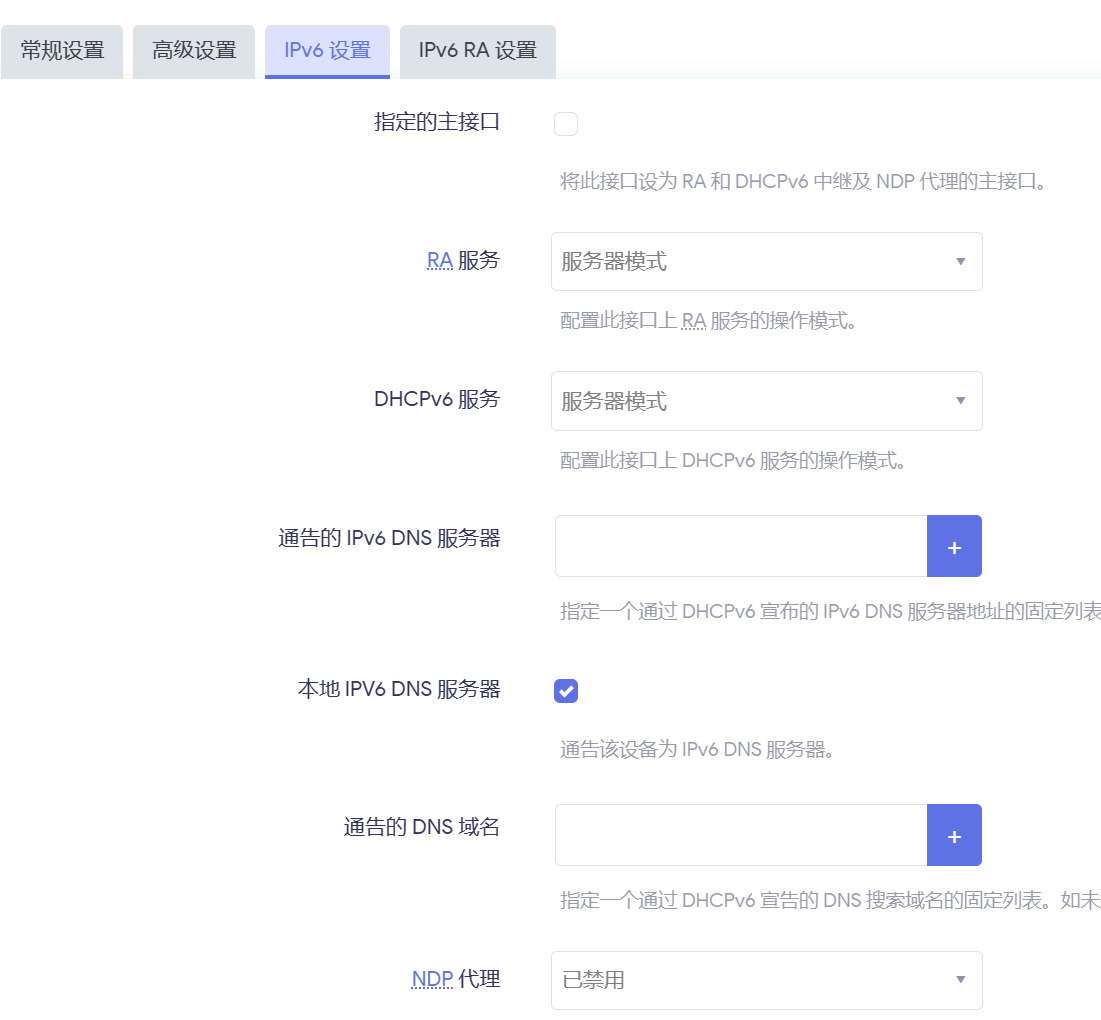 常规设置
高级设置
IPv6 设置
IPv6 RA 设置
指定的主接口
将此接口设为 RA 和 DHCPv6 中继及 NDP 代理的主接口。
RA 服务
服务器模式
配置此接口上 RA 服务的操作模式。
DHCPv6 服务
服务器模式
配置此接口上 DHCPv6 服务的操作模式。
通告的 IPv6 DNS 服务器
+
指定一个通过 DHCPv6 宣布的 IPv6 DNS 服务器地址的固定列表
本地 IPV6 DNS 服务器
通告该设备为 IPv6 DNS 服务器。
通告的 DNS 域名
+
指定一个通过 DHCPv6 宣告的 DNS 搜索域名的固定列表。如未
NDP 代理
已禁用